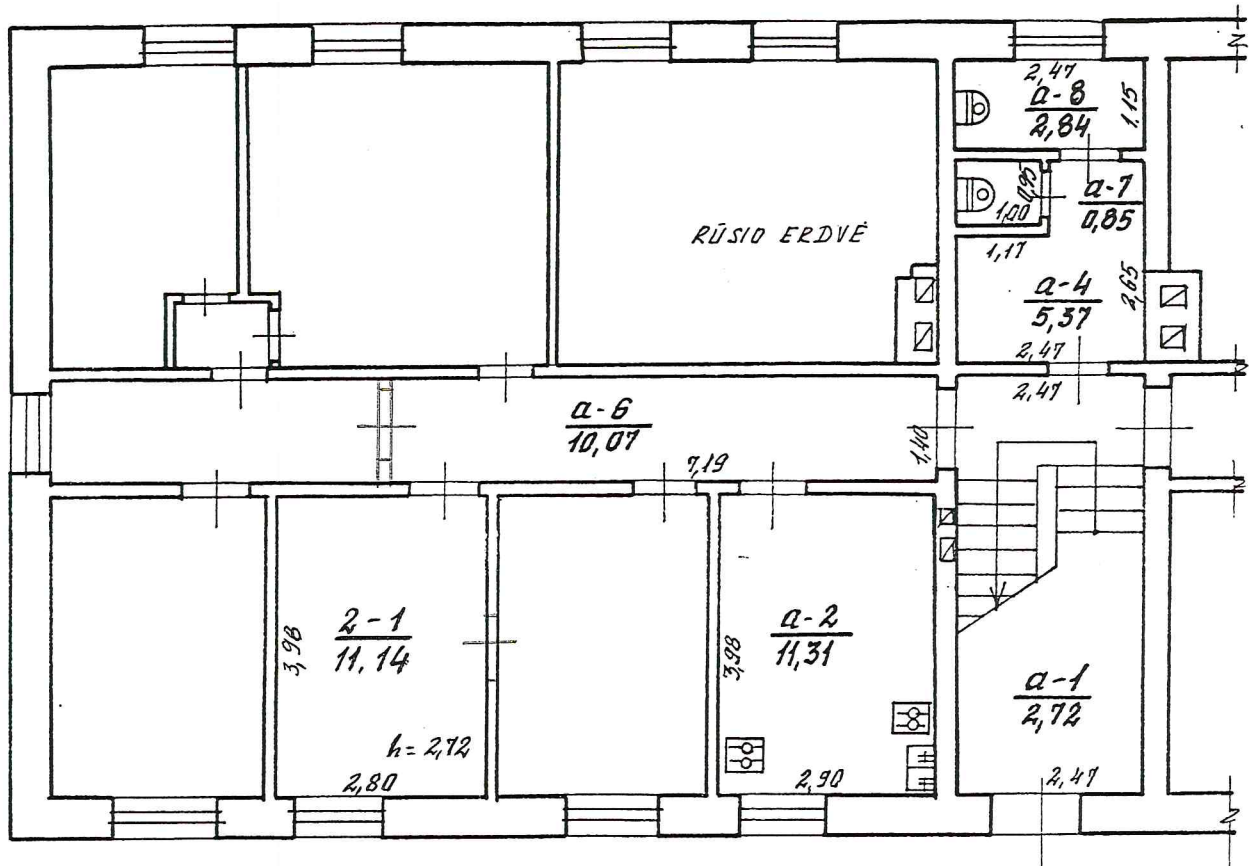 2,47
a-8
2,84
1,15
0,95
1,00
a-7
0,85
1,17
RŪSIO ERDVĖ
a-4
5,37
2,65
2,47
2,47
a-6
10,07
7,19
1,40
2-1
11,14
3,98
h= 2,72
2,80
a-2
11,31
3,98
2,90
a-1
2,72
2,47